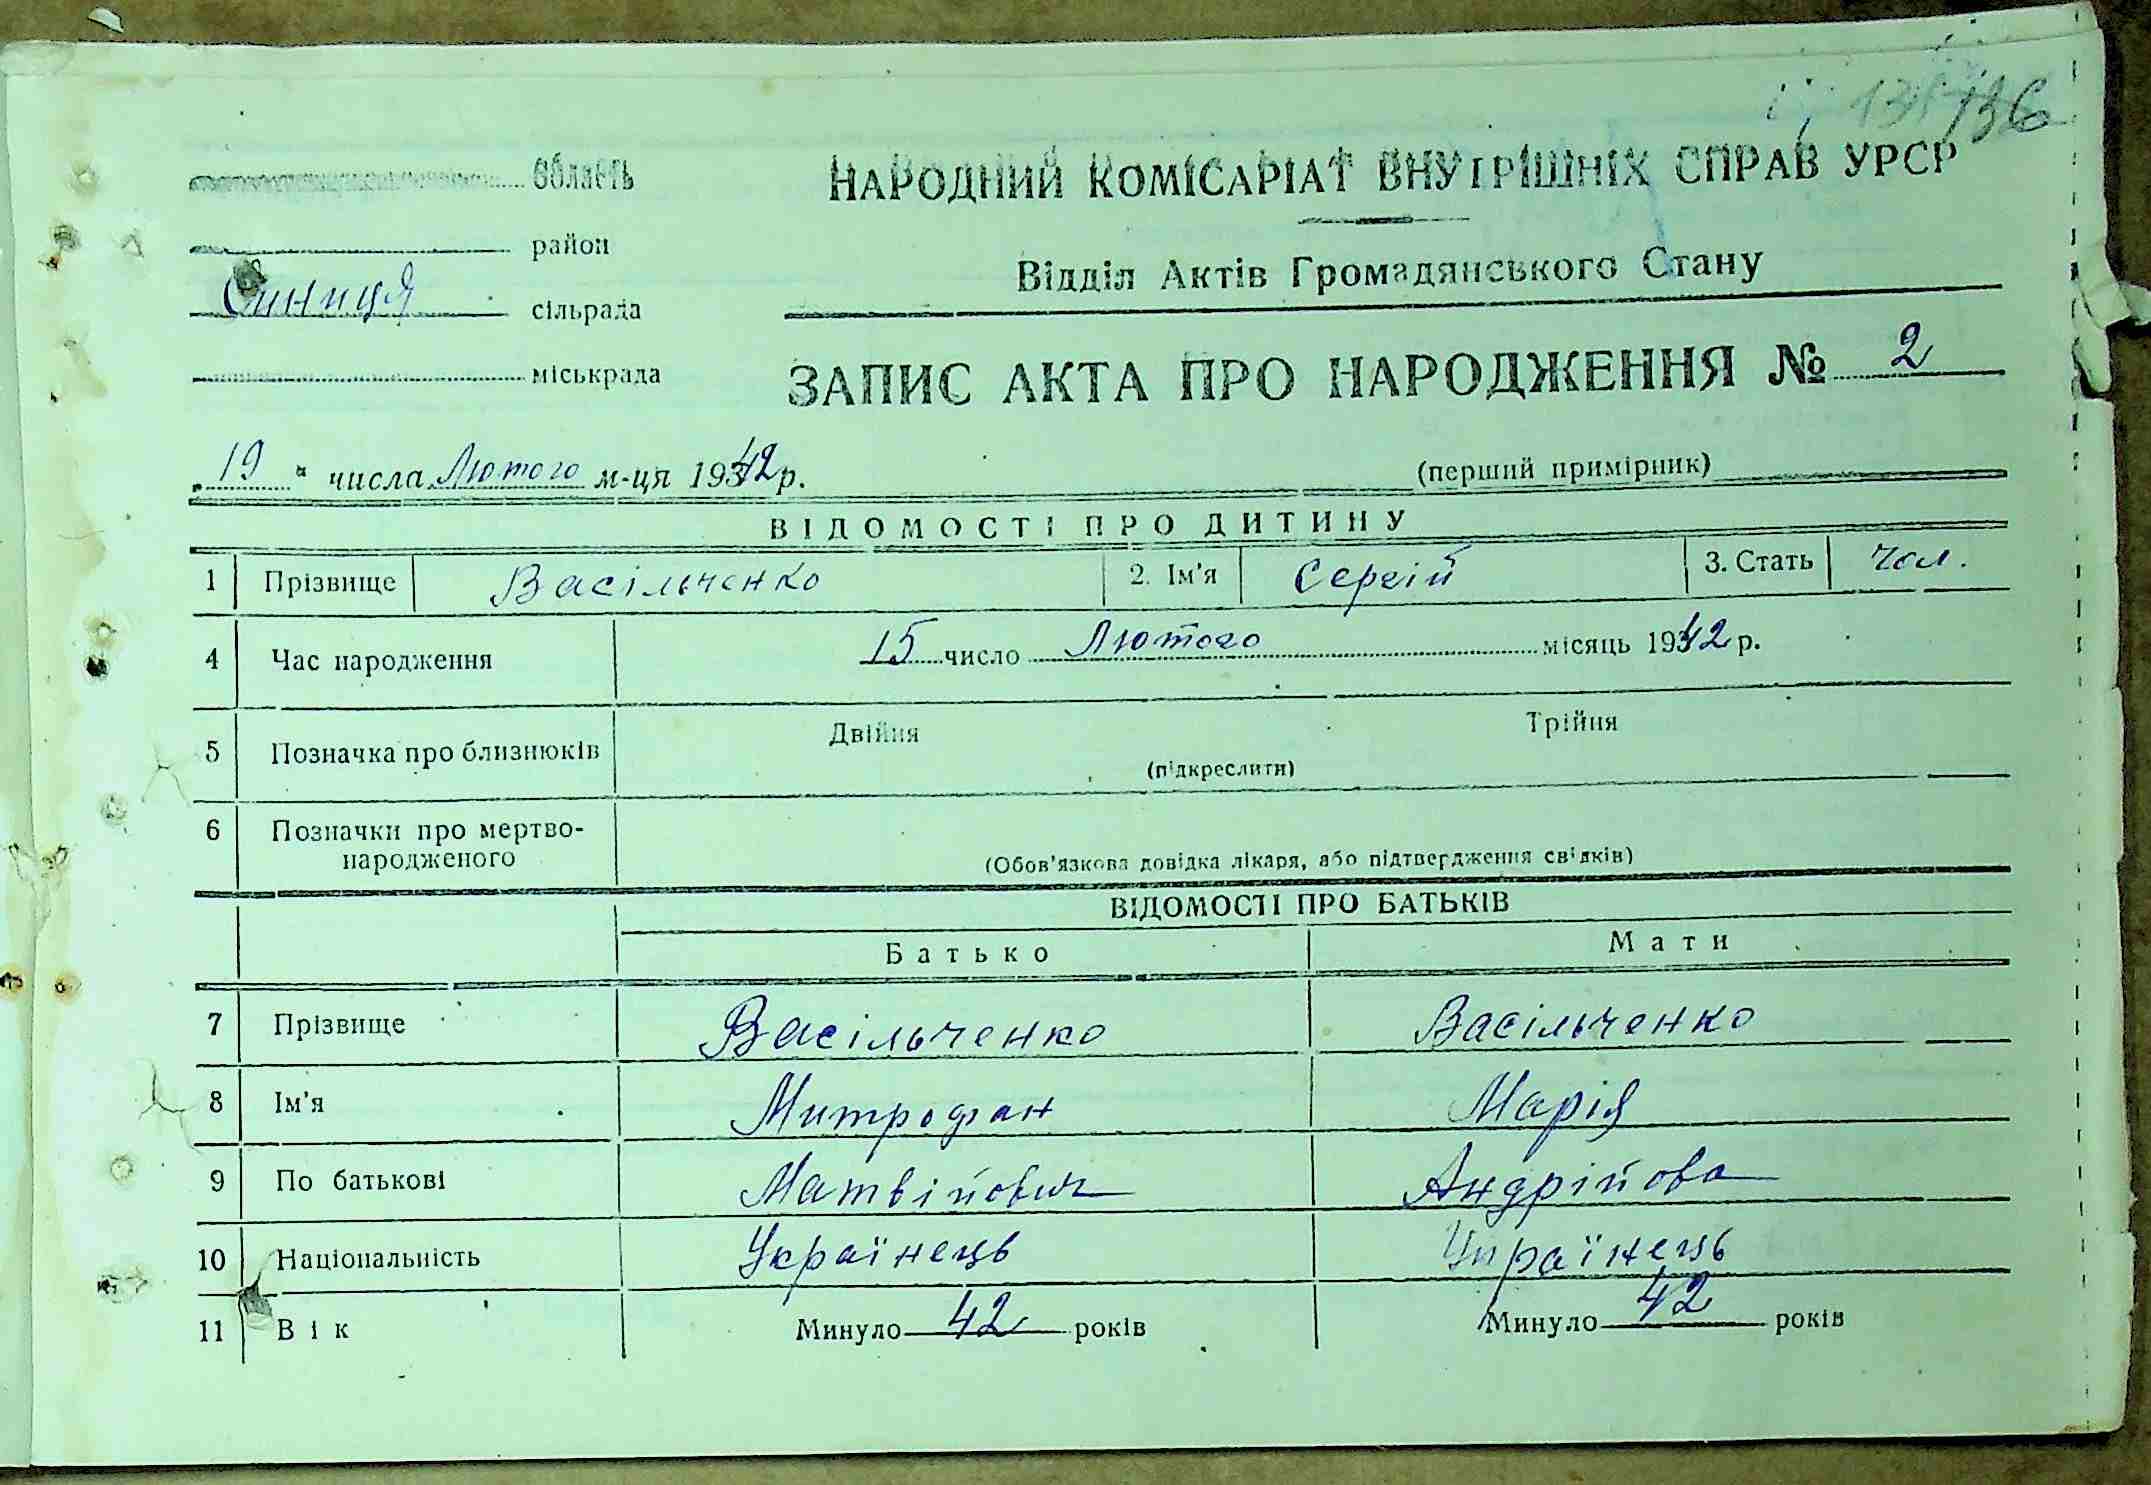 136
область
НАРОДНИЙ КОМІСАРІАТ ВНУТРІШНІХ СПРАВ УРСР
район
Відділ Актів Громадянського Стану
Синиця сільрада
міськрада
ЗАПИС АКТА ПРО НАРОДЖЕННЯ № 2
„19“ числа Лютого м-ця 1942 р. (перший примірник)
ВІДОМОСТІ ПРО ДИТИНУ
1 Прізвище Васільченко 2. Ім'я Сергій 3. Стать чол.
4 Час народження 15 число Лютого місяць 1942 р.
5 Позначка про близнюків Двійня Трійня
(підкреслити)
6 Позначки про мертво-
народженого (Обов'язкова довідка лікаря, або підтвердження свідків)
ВІДОМОСТІ ПРО БАТЬКІВ
Батько Мати
7 Прізвище Васільченко Васільченко
8 Ім'я Митрофан Марія
9 По батькові Матвійович Андрійова
10 Національність Українець Українець
11 Вік Минуло 42 років Минуло 42 років